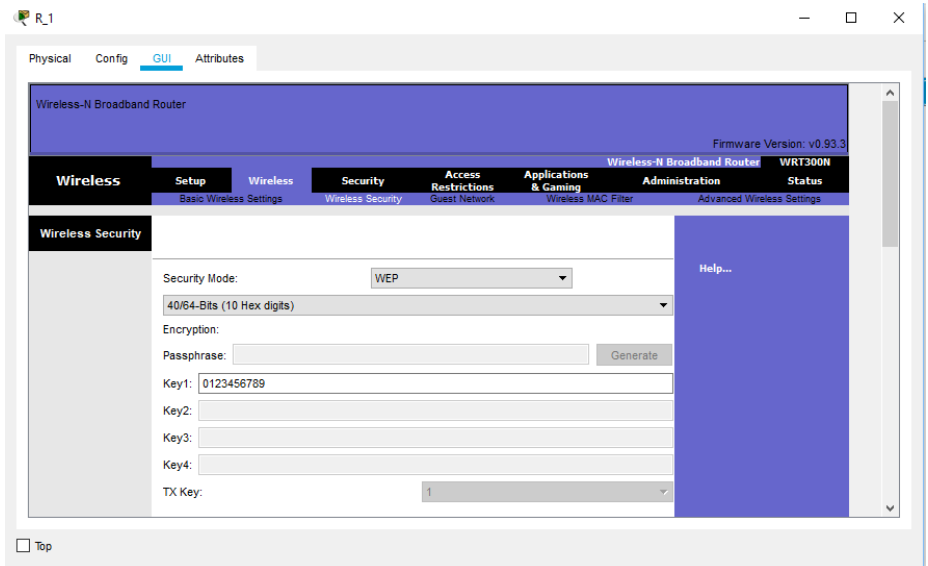 R_1
Physical Config GUI Attributes
Wireless-N Broadband Router
Firmware Version: v0.93.3
Wireless-N Broadband Router WRT300N
Wireless
Setup Wireless Security Access Restrictions Applications & Gaming Administration Status
Basic Wireless Settings Wireless Security Guest Network Wireless MAC Filter Advanced Wireless Settings
Wireless Security
Help...
Security Mode: WEP
40/64-Bits (10 Hex digits)
Encryption:
Passphrase: Generate
Key1: 0123456789
Key2:
Key3:
Key4:
TX Key: 1
Top